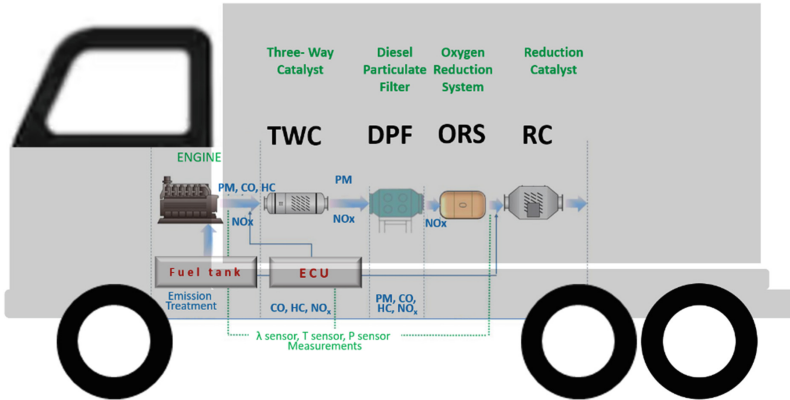 Three- Way
Catalyst
Diesel
Particulate
Filter
Oxygen
Reduction
System
Reduction
Catalyst
TWC
DPF
ORS
RC
ENGINE
PM, CO, HC
NOx
PM
NOx
NOx
Fuel tank
ECU
Emission
Treatment
CO, HC, NOₓ
PM, CO,
HC, NOₓ
λ sensor, T sensor, P sensor
Measurements